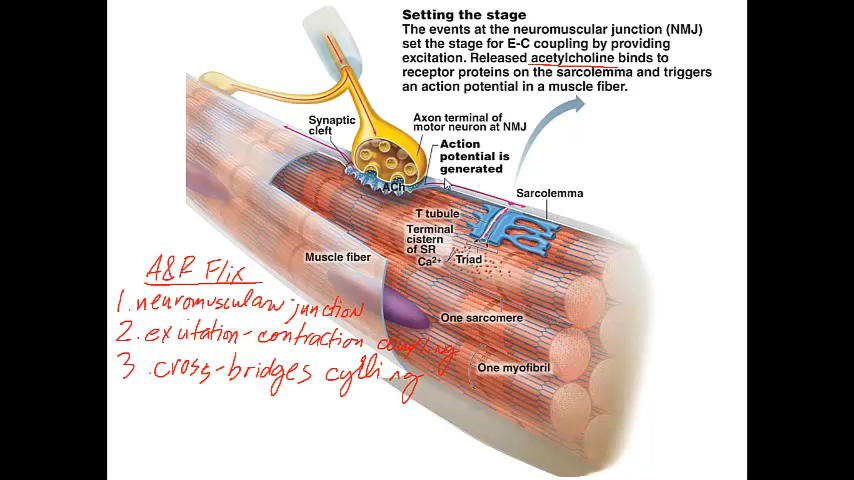 Setting the stage
The events at the neuromuscular junction (NMJ)
set the stage for E-C coupling by providing
excitation. Released acetylcholine binds to
receptor proteins on the sarcolemma and triggers
an action potential in a muscle fiber.
Synaptic
cleft
Axon terminal of
motor neuron at NMJ
Action
potential is
generated
ACh
Sarcolemma
T tubule
Terminal
cistern
of SR
Ca2+
Triad
Muscle fiber
One sarcomere
One myofibril
A&P Flix
1. neuromuscular junction
2. excitation-contraction coupling
3. cross-bridges cycling